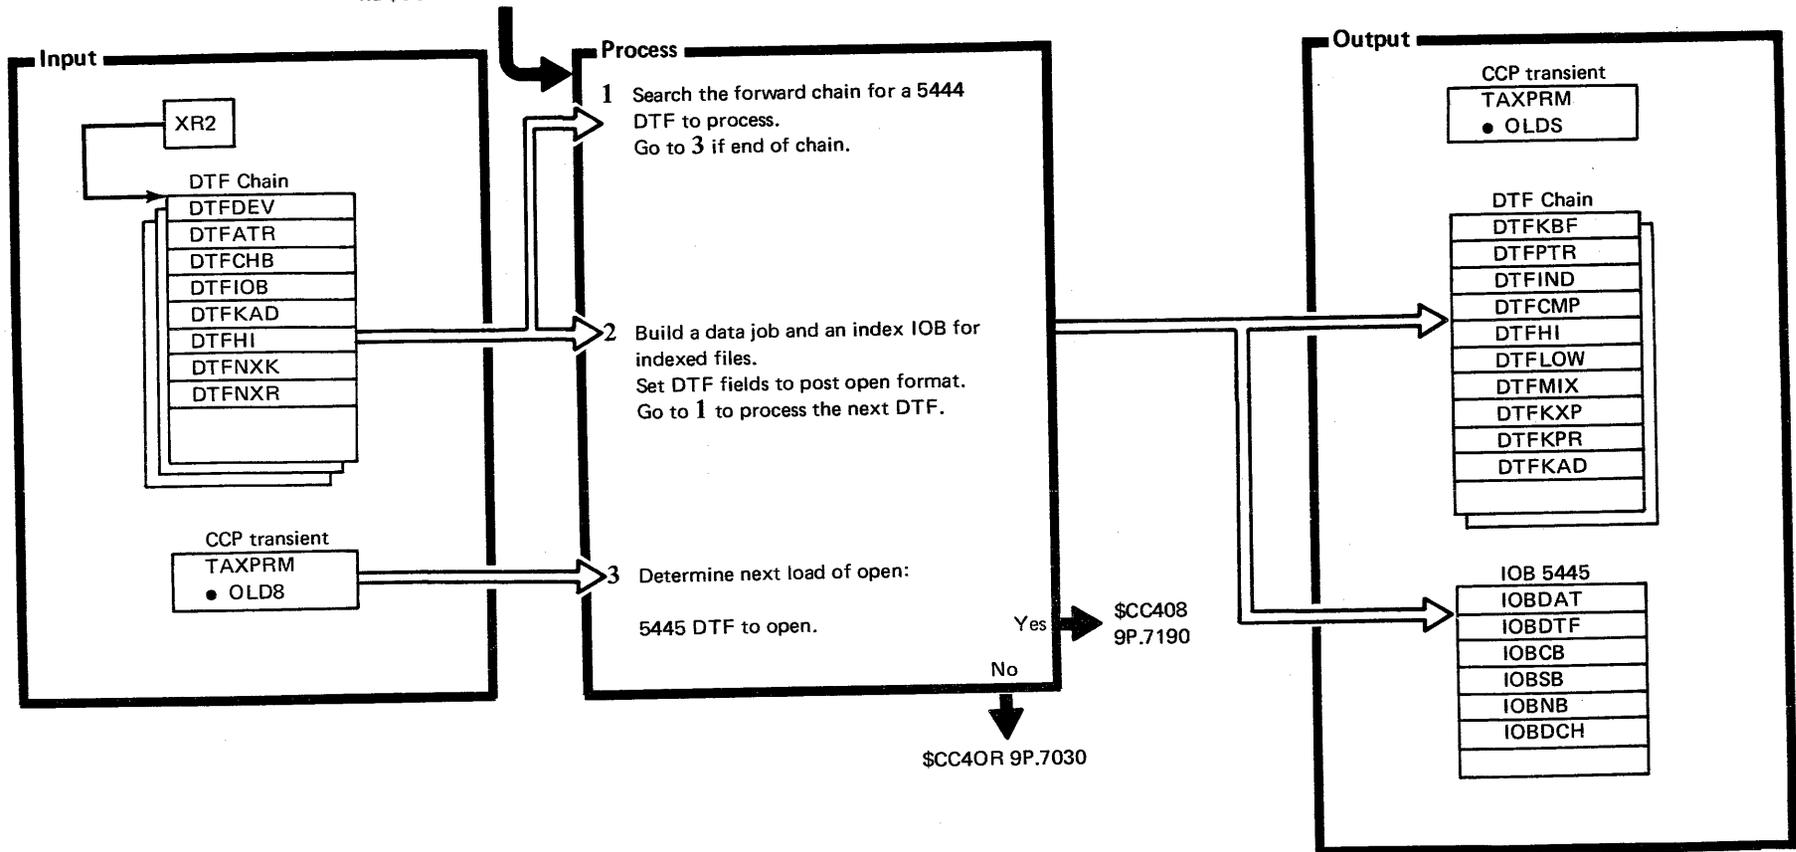 Input
XR2
DTF Chain
DTFDEV
DTFATR
DTFCHB
DTFIOB
DTFKAD
DTFHI
DTFNXK
DTFNXR
CCP transient
TAXPRM
● OLD8
Process
1 Search the forward chain for a 5444
DTF to process.
Go to 3 if end of chain.
2 Build a data job and an index IOB for
indexed files.
Set DTF fields to post open format.
Go to 1 to process the next DTF.
3 Determine next load of open:
5445 DTF to open.
Yes
No
$CC408
9P.7190
$CC4OR 9P.7030
Output
CCP transient
TAXPRM
● OLDS
DTF Chain
DTFKBF
DTFPTR
DTFIND
DTFCMP
DTFHI
DTFLOW
DTFMIX
DTFKXP
DTFKPR
DTFKAD
IOB 5445
IOBDAT
IOBDTF
IOBCB
IOBSB
IOBNB
IOBDCH